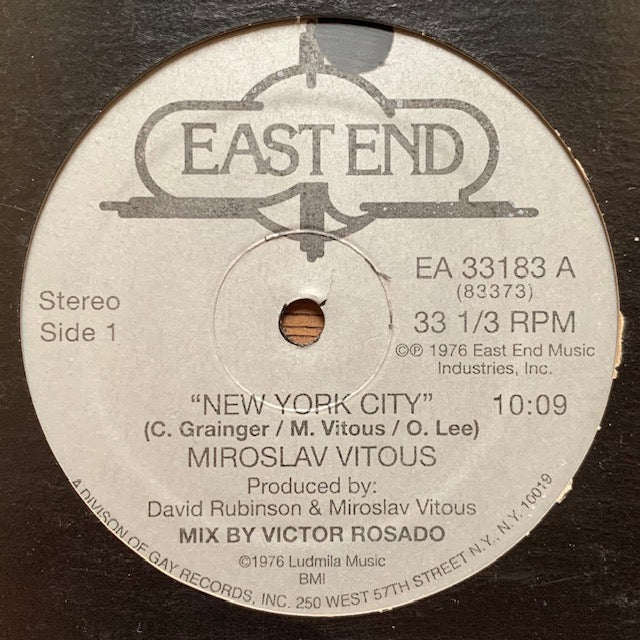 EAST END
EA 33183 A
(83373)
33 1/3 RPM
©℗ 1976 East End Music
Industries, Inc.
Stereo
Side 1
"NEW YORK CITY" 10:09
(C. Grainger / M. Vitous / O. Lee)
MIROSLAV VITOUS
Produced by:
David Rubinson & Miroslav Vitous
MIX BY VICTOR ROSADO
©1976 Ludmila Music
BMI
A DIVISION OF GAY RECORDS, INC. 250 WEST 57TH STREET N.Y., N.Y. 10019